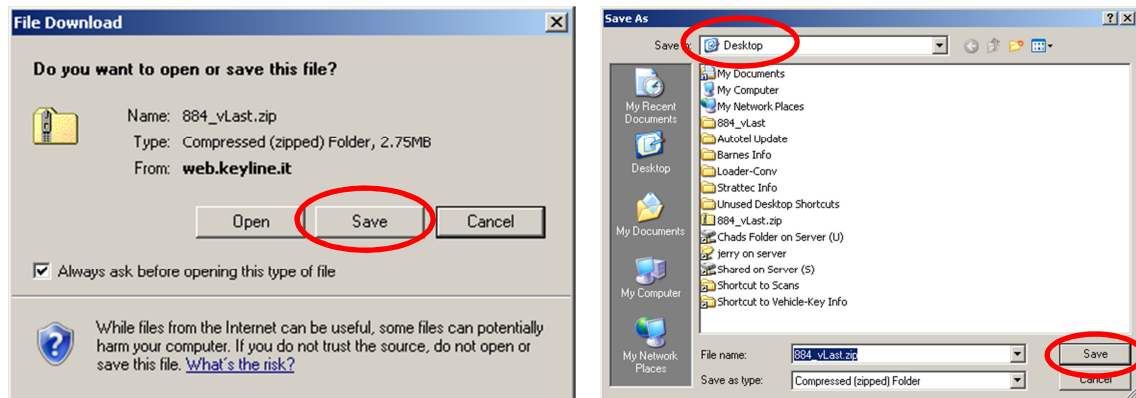 File Download
Do you want to open or save this file?
Name: 884_vLast.zip
Type: Compressed (zipped) Folder, 2.75MB
From: web.keyline.it
Open Save Cancel
Always ask before opening this type of file
While files from the Internet can be useful, some files can potentially
harm your computer. If you do not trust the source, do not open or
save this file. What's the risk?
Save As
Save in: Desktop
My Recent
Documents
Desktop
My Documents
My Computer
My Network
Places
My Documents
My Computer
My Network Places
884_vLast
Autotel Update
Barnes Info
Loader-Conv
Strattec Info
Unused Desktop Shortcuts
884_vLast.zip
Chads Folder on Server (U)
jerry on server
Shared on Server (S)
Shortcut to Scans
Shortcut to Vehicle-Key Info
File name: 884_vLast.zip Save
Save as type: Compressed (zipped) Folder Cancel